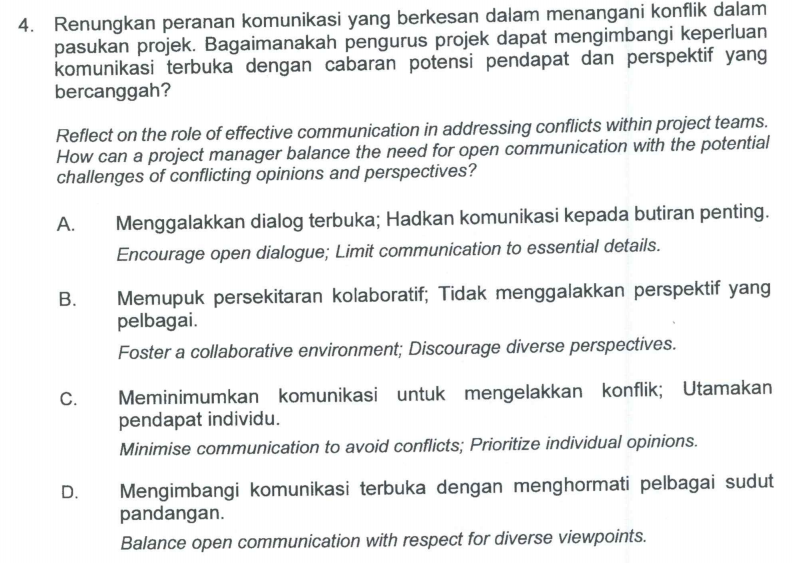 4. Renungkan peranan komunikasi yang berkesan dalam menangani konflik dalam
pasukan projek. Bagaimanakah pengurus projek dapat mengimbangi keperluan
komunikasi terbuka dengan cabaran potensi pendapat dan perspektif yang
bercanggah?
Reflect on the role of effective communication in addressing conflicts within project teams.
How can a project manager balance the need for open communication with the potential
challenges of conflicting opinions and perspectives?
A. Menggalakkan dialog terbuka; Hadkan komunikasi kepada butiran penting.
Encourage open dialogue; Limit communication to essential details.
B. Memupuk persekitaran kolaboratif; Tidak menggalakkan perspektif yang
pelbagai.
Foster a collaborative environment; Discourage diverse perspectives.
C. Meminimumkan komunikasi untuk mengelakkan konflik; Utamakan
pendapat individu.
Minimise communication to avoid conflicts; Prioritize individual opinions.
D. Mengimbangi komunikasi terbuka dengan menghormati pelbagai sudut
pandangan.
Balance open communication with respect for diverse viewpoints.